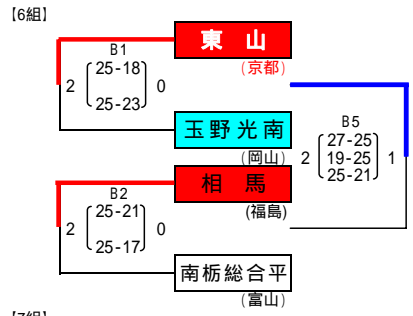 【6組】
東 山
(京都)
B1
2 25-18 0
25-23
玉野光南
(岡山)
B5
27-25
2 19-25 1
25-21
相 馬
(福島)
B2
25-21
2 0
25-17
南栃総合平
(富山)